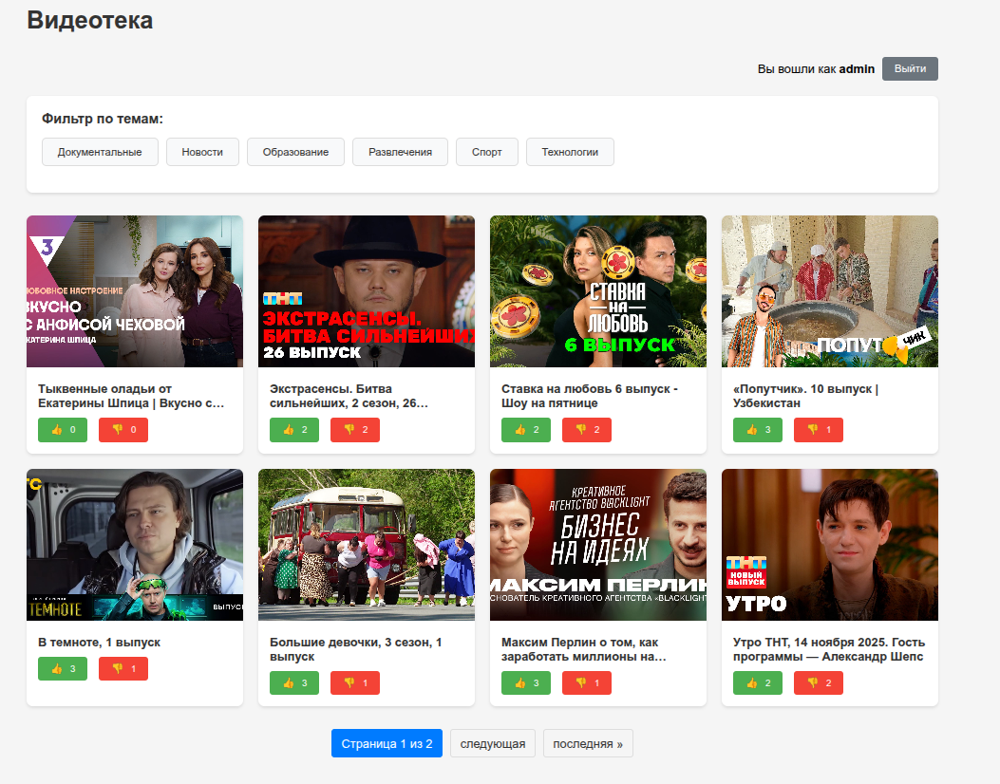 Видеотека
Вы вошли как admin
Выйти
Фильтр по темам:
Документальные
Новости
Образование
Развлечения
Спорт
Технологии
3
ЮБОВНОЕ НАСТРОЕНИЕ
ВКУСНО
С АНФИСОЙ ЧЕХОВОЙ
КАТЕРИНА ШПИЦА
Тыквенные оладьи от
Екатерины Шпица | Вкусно с...
👍 0
👎 0
ТНТ
ЭКСТРАСЕНСЫ.
БИТВА СИЛЬНЕЙШИХ
26 ВЫПУСК
Экстрасенсы. Битва
сильнейших, 2 сезон, 26...
👍 2
👎 2
СТАВКА
НА
ЛЮБОВЬ
6 ВЫПУСК
Ставка на любовь 6 выпуск -
Шоу на пятнице
👍 2
👎 2
ПОПУТЧИК
«Попутчик». 10 выпуск |
Узбекистан
👍 3
👎 1
ТС
ТЕМНОТЕ
ВЫПУС
В темноте, 1 выпуск
👍 3
👎 1
Большие девочки, 3 сезон, 1
выпуск
👍 3
👎 1
КРЕАТИВНОЕ
АГЕНТСТВО BLACKLIGHT
БИЗНЕС
НА ИДЕЯХ
МАКСИМ ПЕРЛИН
ОСНОВАТЕЛЬ КРЕАТИВНОГО АГЕНТСТВА «BLACKLIGHT
Максим Перлин о том, как
заработать миллионы на...
👍 3
👎 1
ТНТ
НОВЫЙ
ВЫПУСК
УТРО
Утро ТНТ, 14 ноября 2025. Гость
программы — Александр Шепс
👍 2
👎 2
Страница 1 из 2
следующая
последняя »